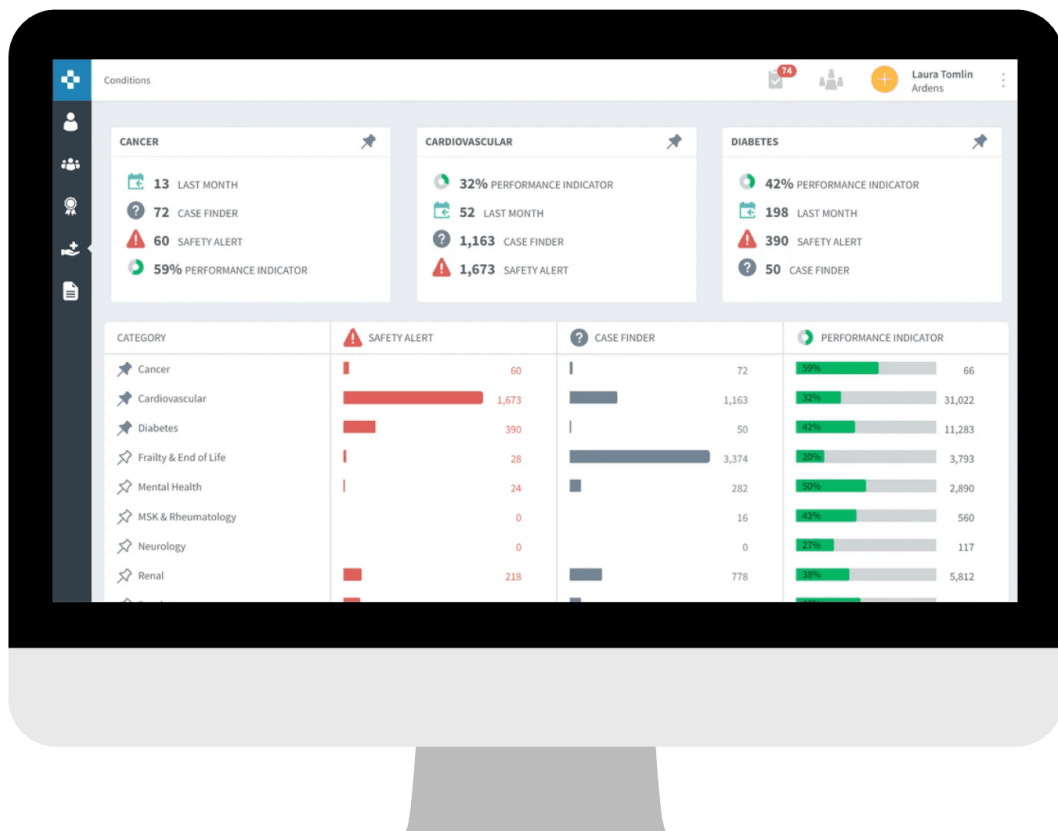 Conditions
74
Laura Tomlin
Ardens
CANCER
13 LAST MONTH
72 CASE FINDER
60 SAFETY ALERT
59% PERFORMANCE INDICATOR
CARDIOVASCULAR
32% PERFORMANCE INDICATOR
52 LAST MONTH
1,163 CASE FINDER
1,673 SAFETY ALERT
DIABETES
42% PERFORMANCE INDICATOR
198 LAST MONTH
390 SAFETY ALERT
50 CASE FINDER
CATEGORY SAFETY ALERT CASE FINDER PERFORMANCE INDICATOR
Cancer 60 72 59% 66
Cardiovascular 1,673 1,163 32% 31,022
Diabetes 390 50 42% 11,283
Frailty & End of Life 28 3,374 20% 3,793
Mental Health 24 282 50% 2,890
MSK & Rheumatology 0 16 43% 560
Neurology 0 0 27% 117
Renal 218 778 38% 5,812